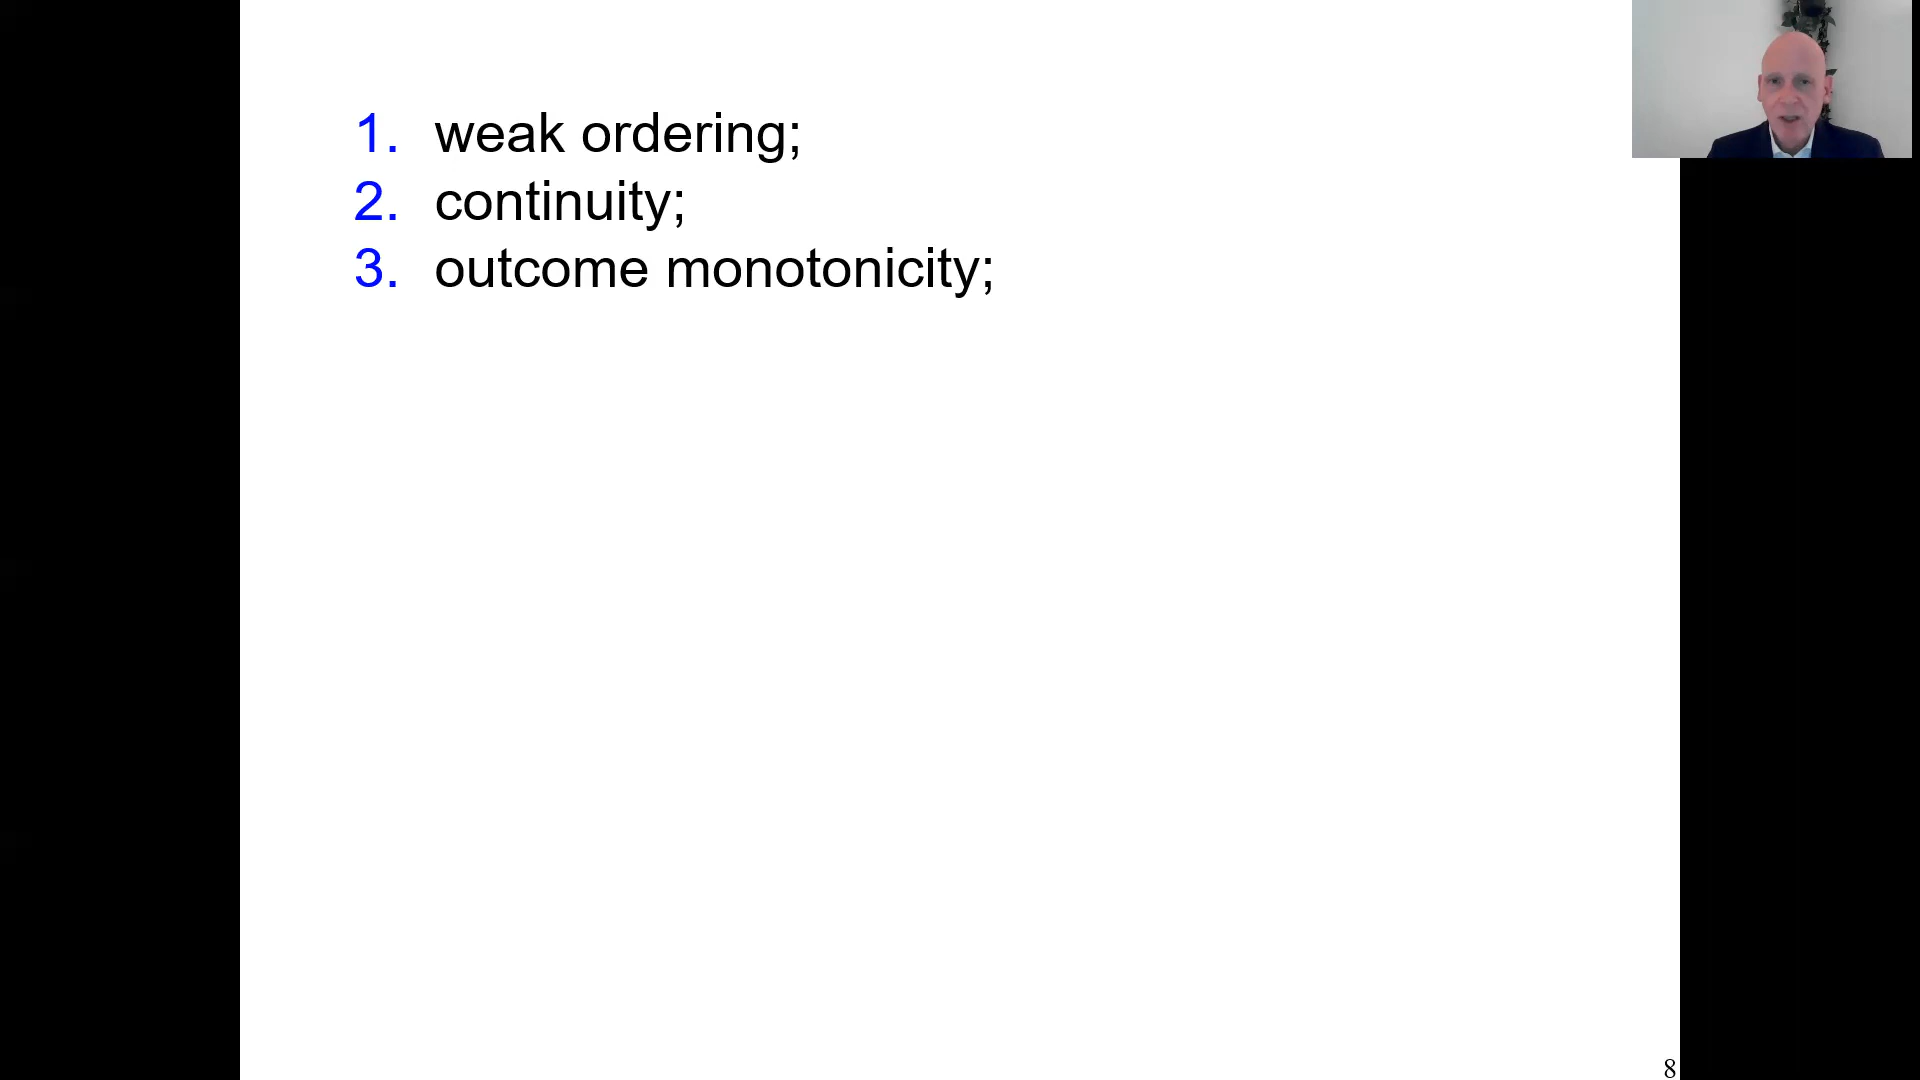 1. weak ordering;
2. continuity;
3. outcome monotonicity;
8